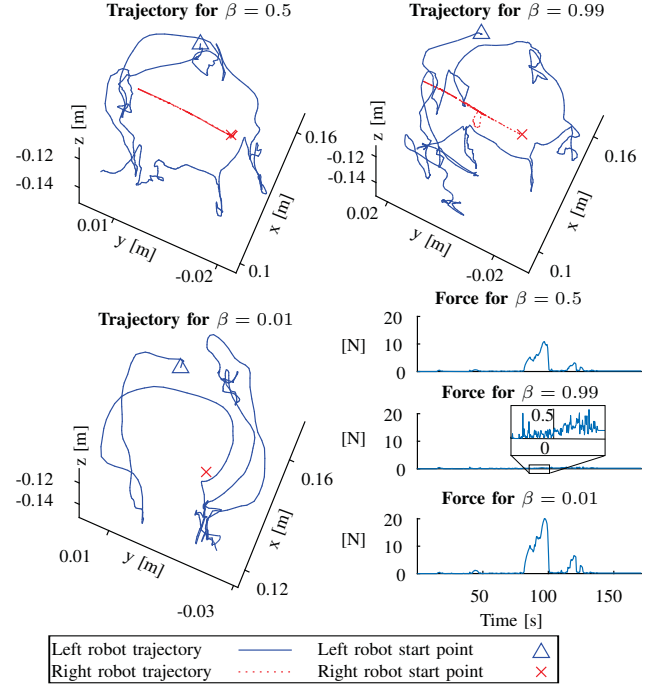 Trajectory for β = 0.5
z [m]
-0.12
-0.14
0.01
y [m]
-0.02
0.1
x [m]
0.16
Trajectory for β = 0.99
z [m]
-0.12
-0.14
0.02
y [m]
-0.02
0.1
x [m]
0.16
Trajectory for β = 0.01
z [m]
-0.12
-0.14
0.01
y [m]
-0.03
0.12
x [m]
0.16
Force for β = 0.5
[N]
20
10
0
Force for β = 0.99
[N]
20
10
0
0.5
0
Force for β = 0.01
[N]
20
10
0
50 100 150
Time [s]
Left robot trajectory Left robot start point
Right robot trajectory Right robot start point